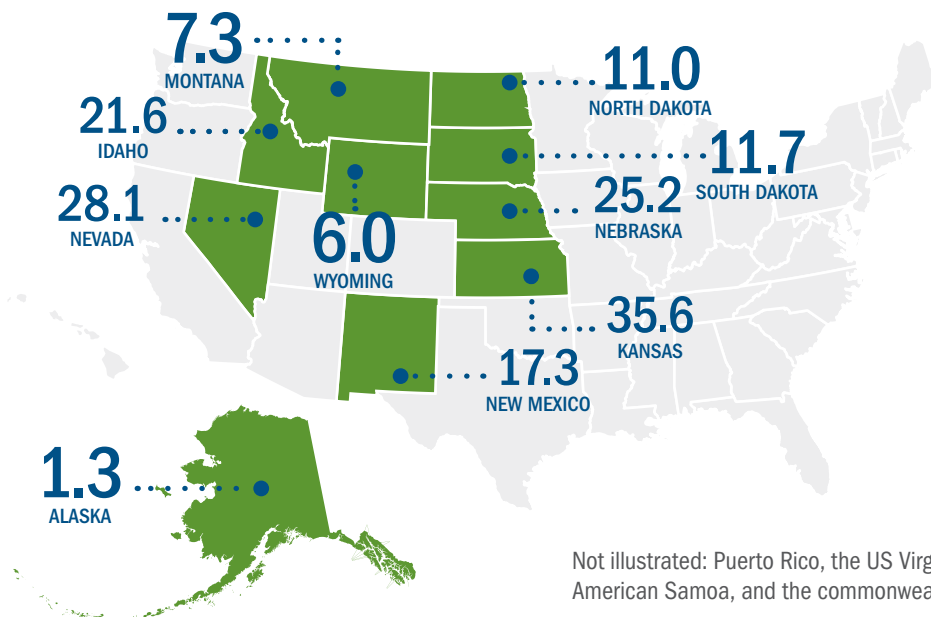 7.3
MONTANA
11.0
NORTH DAKOTA
21.6
IDAHO
11.7
SOUTH DAKOTA
28.1
NEVADA
25.2
NEBRASKA
6.0
WYOMING
35.6
KANSAS
17.3
NEW MEXICO
1.3
ALASKA
Not illustrated: Puerto Rico, the US Virg
American Samoa, and the commonwea